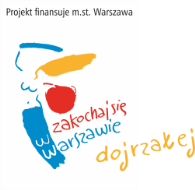 Projekt finansuje m.st. Warszawa
zakochaj się
w Warszawie
dojrzałej